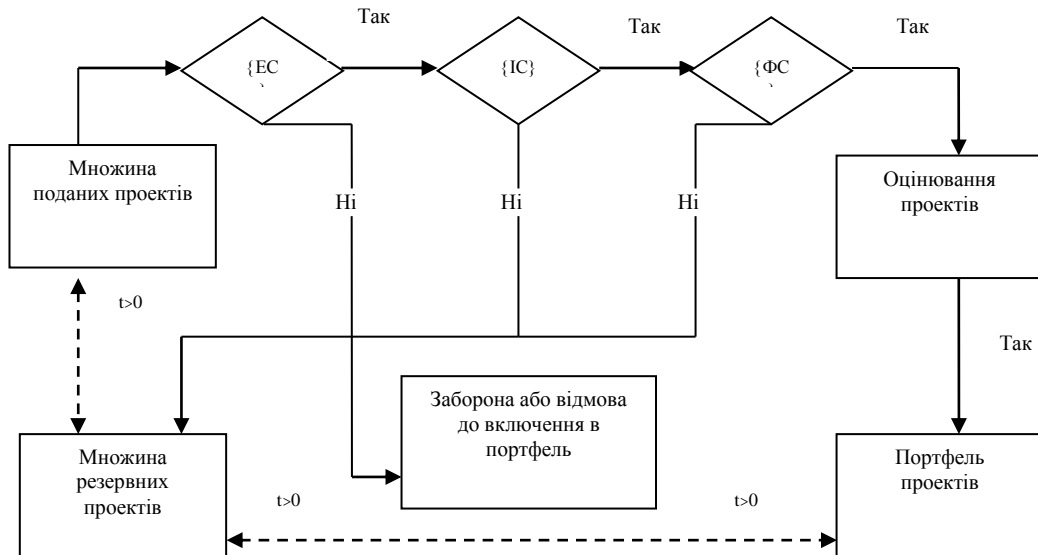 Так
Так
Так
{ЕС
{ІС}
{ФС
Множина
поданих проектів
Оцінювання
проектів
Ні
Ні
Ні
t>0
Так
Заборона або відмова
до включення в
портфель
Множина
резервних
проектів
Портфель
проектів
t>0
t>0